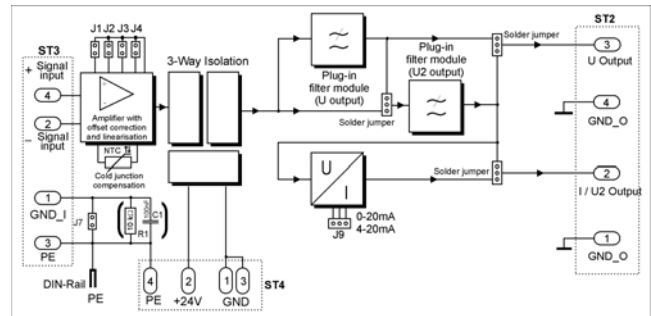 J1 J2 J3 J4
ST3
+ Signal input
4
2
– Signal input
Amplifier with
offset correction
and linearisation
NTC
Cold junction
compensation
3-Way Isolation
Plug-in
filter module
(U output)
Solder jumper
Plug-in
filter module
(U2 output)
Solder jumper
ST2
3
U Output
4
GND_O
U
I
0-20mA
4-20mA
J9
Solder jumper
2
I / U2 Output
1
GND_O
1
GND_I
J7
R1
C1
3
PE
DIN-Rail
PE
4
2
1
3
PE
+24V
GND
ST4